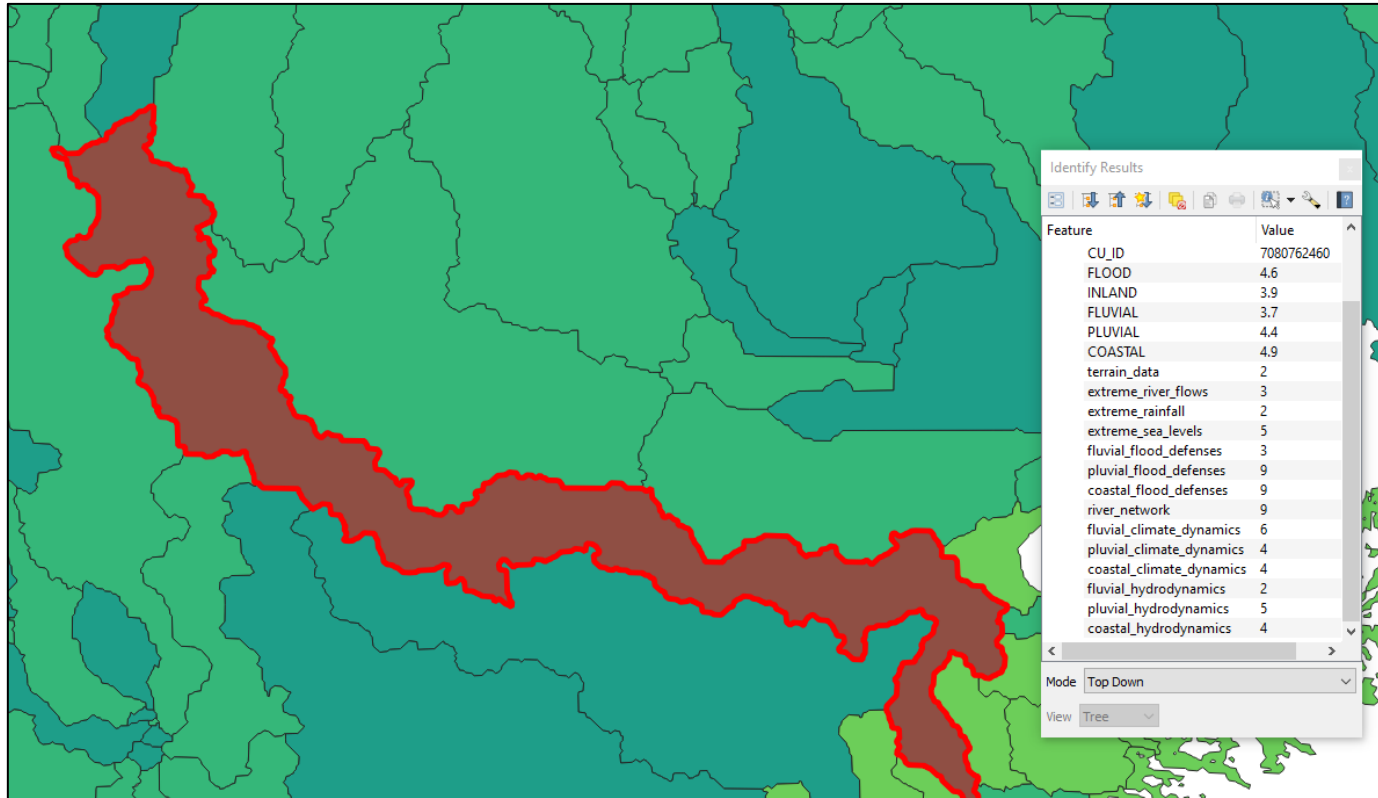 Identify Results
Feature Value
CU_ID 7080762460
FLOOD 4.6
INLAND 3.9
FLUVIAL 3.7
PLUVIAL 4.4
COASTAL 4.9
terrain_data 2
extreme_river_flows 3
extreme_rainfall 2
extreme_sea_levels 5
fluvial_flood_defenses 3
pluvial_flood_defenses 9
coastal_flood_defenses 9
river_network 9
fluvial_climate_dynamics 6
pluvial_climate_dynamics 4
coastal_climate_dynamics 4
fluvial_hydrodynamics 2
pluvial_hydrodynamics 5
coastal_hydrodynamics 4
Mode Top Down
View Tree